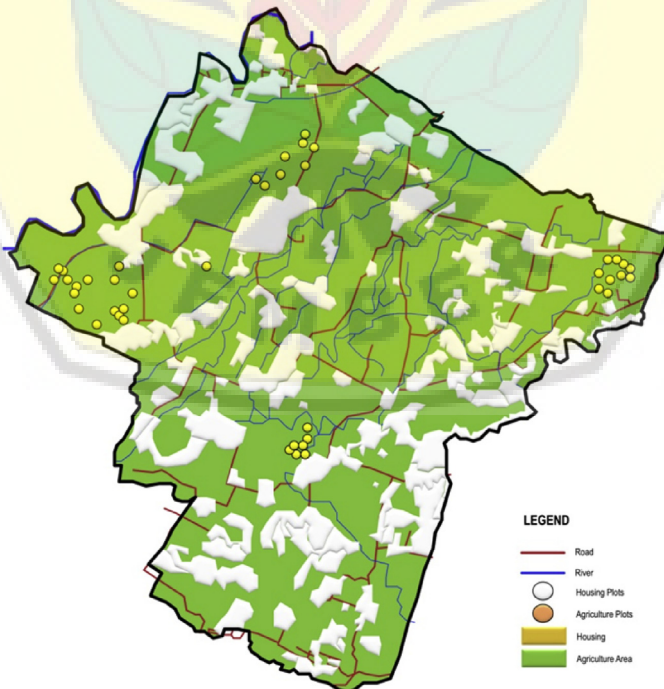 LEGEND
Road
River
Housing Plots
Agriculture Plots
Housing
Agriculture Area